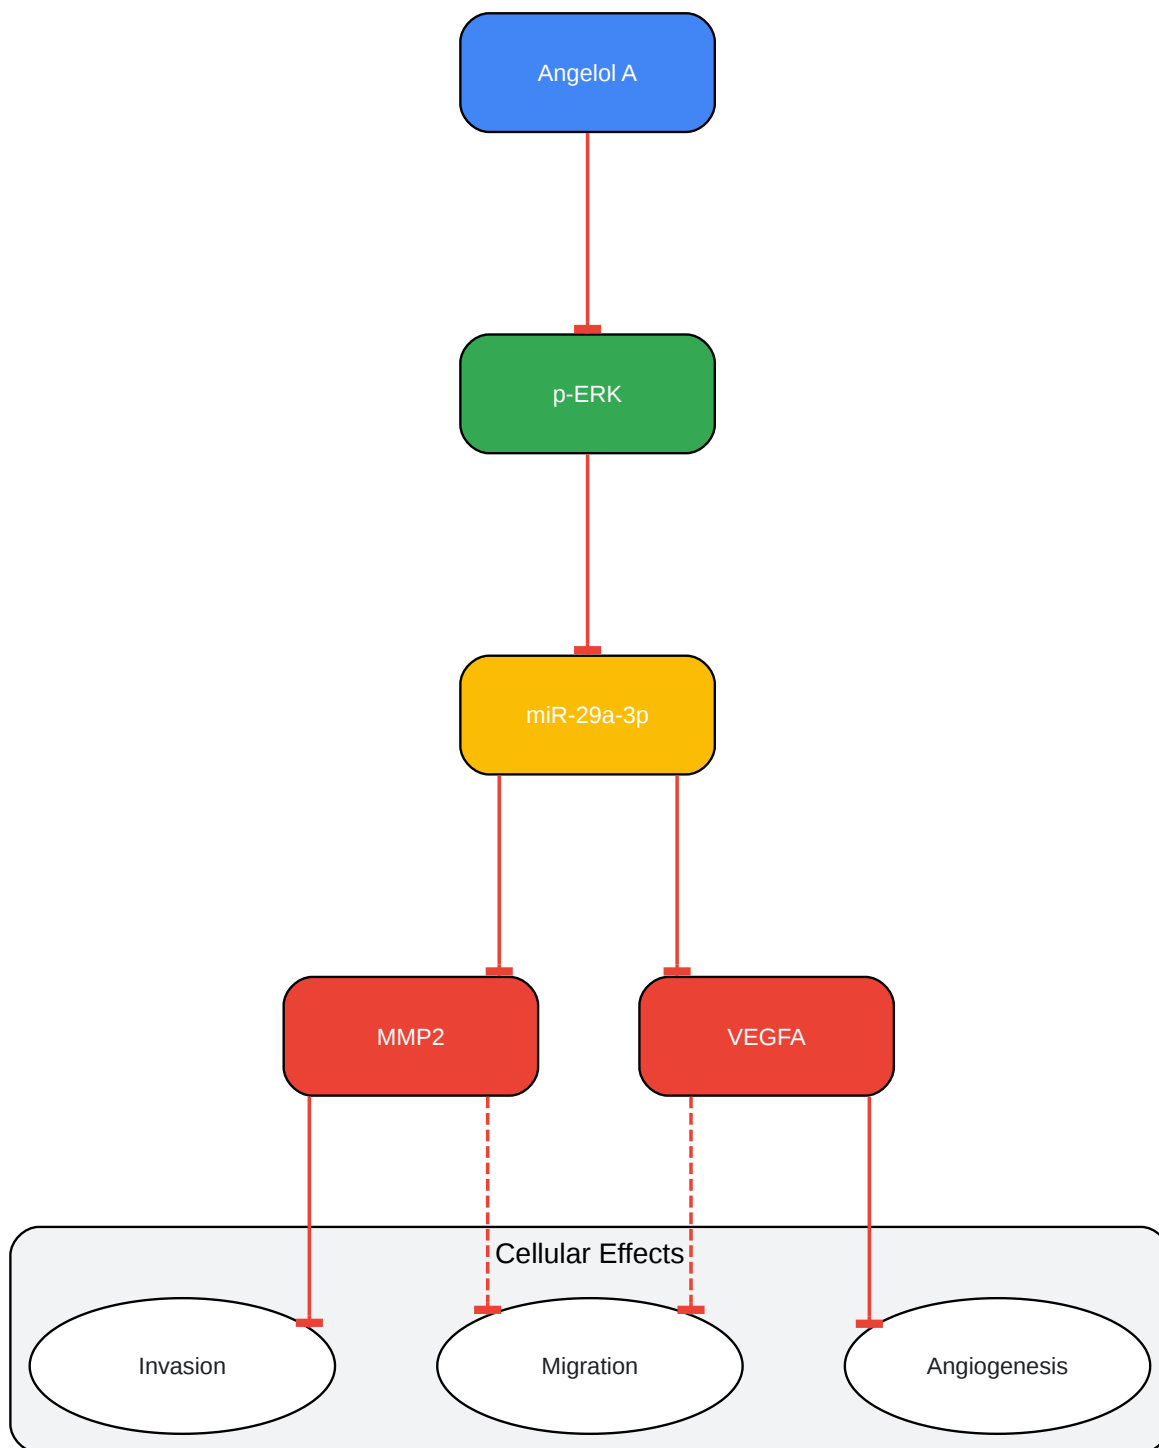 Angelol A
p-ERK
miR-29a-3p
MMP2
VEGFA
Cellular Effects
Invasion
Migration
Angiogenesis